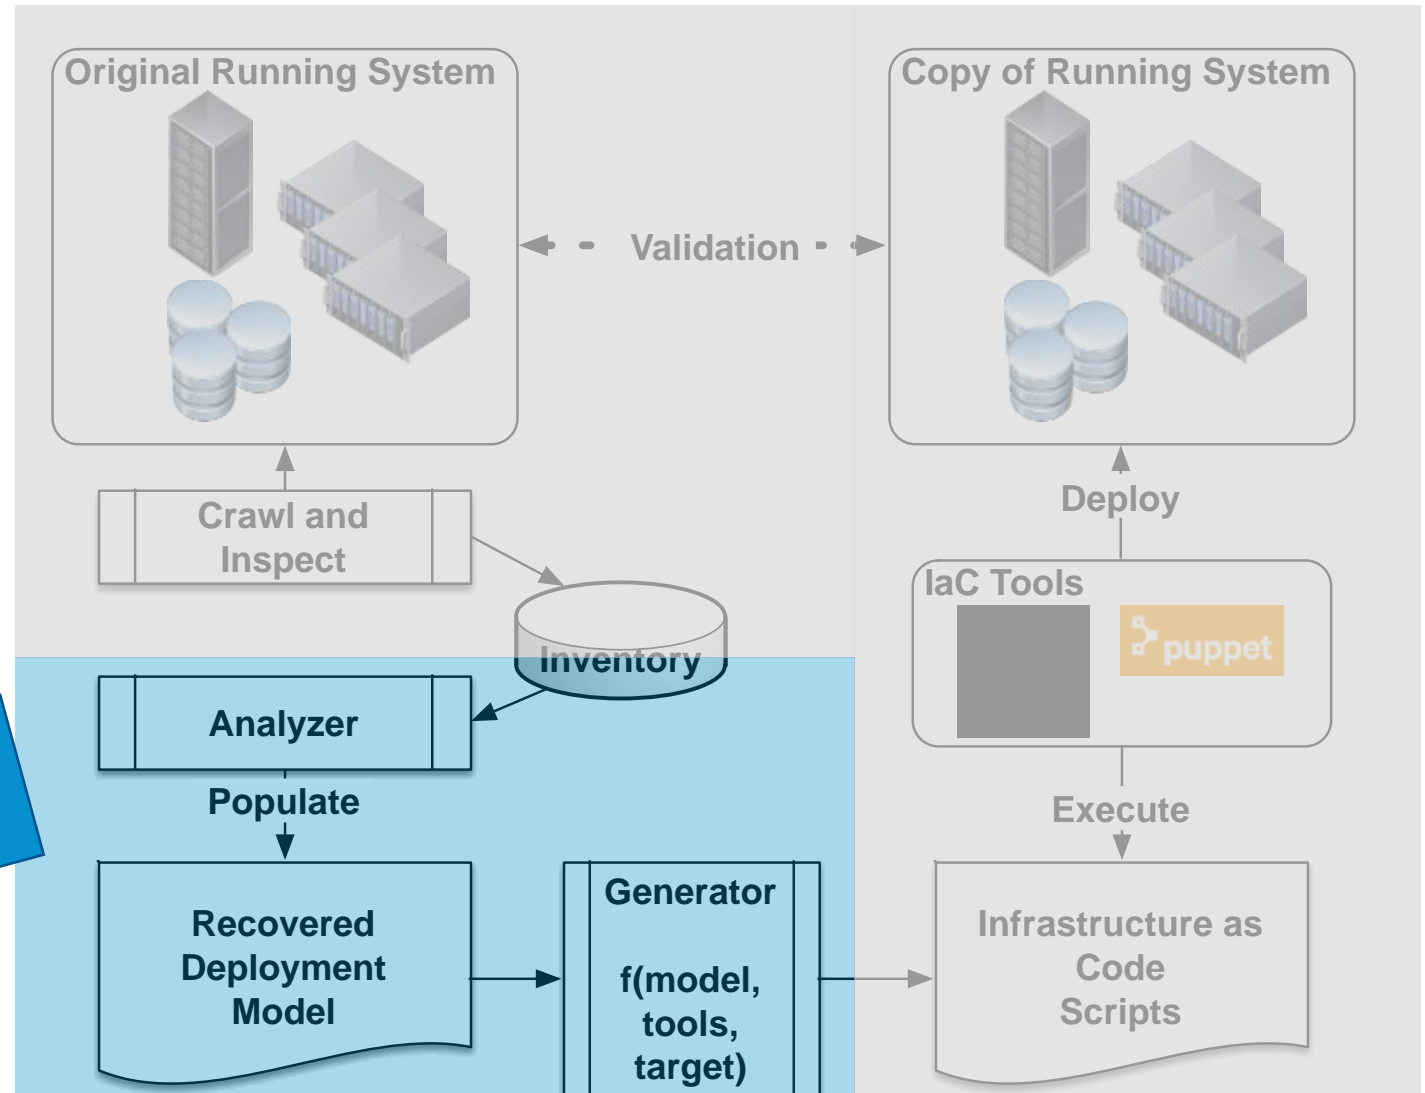 Original Running System
Copy of Running System
Validation
Crawl and
Inspect
Deploy
IaC Tools
puppet
Inventory
Analyzer
Populate
Execute
Recovered
Deployment
Model
Generator
f(model,
tools,
target)
Infrastructure as
Code
Scripts